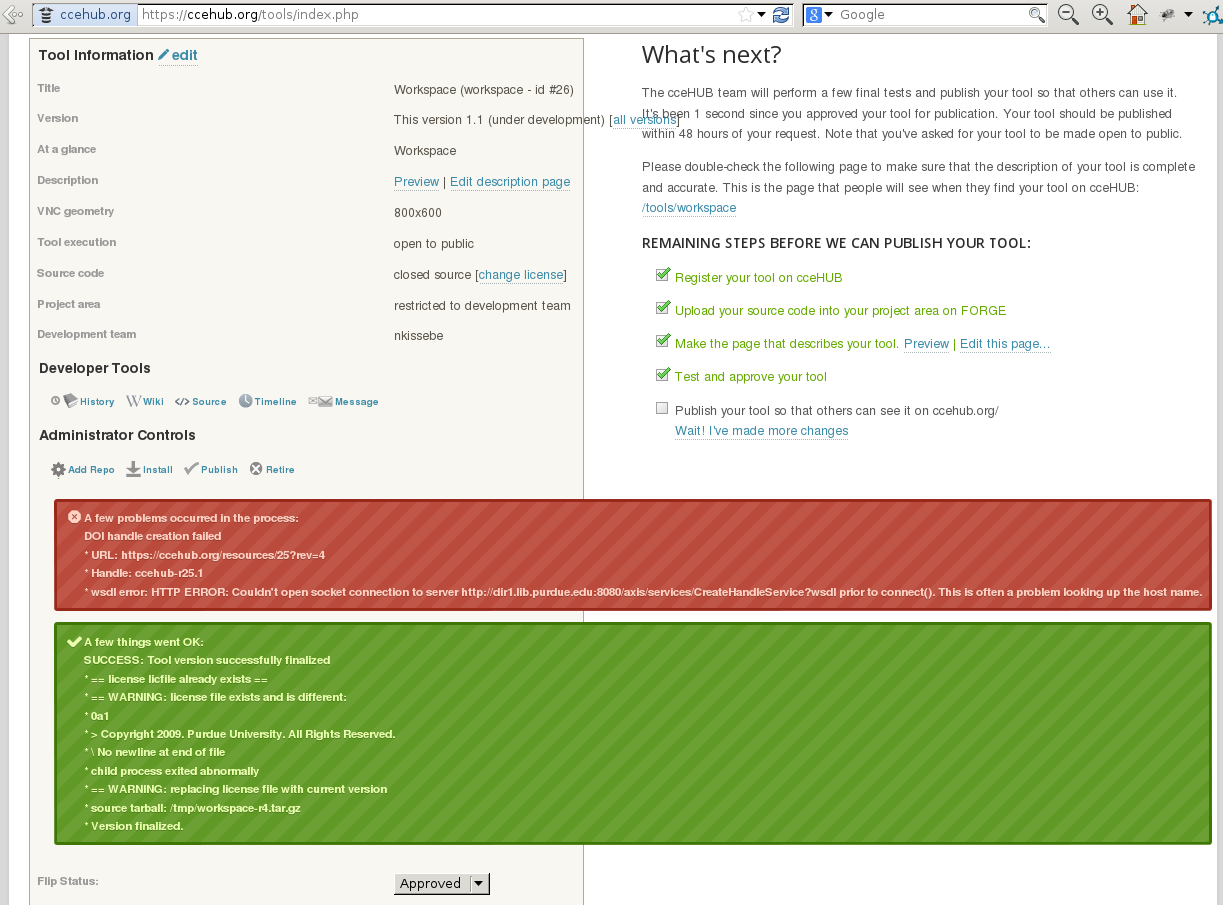 ccehub.org https://ccehub.org/tools/index.php Google
Tool Information edit
Title Workspace (workspace - id #26)
Version This version 1.1 (under development) [all versions]
At a glance Workspace
Description Preview | Edit description page
VNC geometry 800x600
Tool execution open to public
Source code closed source [change license]
Project area restricted to development team
Development team nkissebe
Developer Tools
History Wiki Source Timeline Message
Administrator Controls
Add Repo Install Publish Retire
What's next?
The cceHUB team will perform a few final tests and publish your tool so that others can use it.
It's been 1 second since you approved your tool for publication. Your tool should be published
within 48 hours of your request. Note that you've asked for your tool to be made open to public.
Please double-check the following page to make sure that the description of your tool is complete
and accurate. This is the page that people will see when they find your tool on cceHUB:
/tools/workspace
REMAINING STEPS BEFORE WE CAN PUBLISH YOUR TOOL:
Register your tool on cceHUB
Upload your source code into your project area on FORGE
Make the page that describes your tool. Preview | Edit this page...
Test and approve your tool
Publish your tool so that others can see it on ccehub.org/
Wait! I've made more changes
A few problems occurred in the process:
DOI handle creation failed
* URL: https://ccehub.org/resources/25?rev=4
* Handle: ccehub-r25.1
* wsdl error: HTTP ERROR: Couldn't open socket connection to server http://dir1.lib.purdue.edu:8080/axis/services/CreateHandleService?wsdl prior to connect(). This is often a problem looking up the host name.
A few things went OK:
SUCCESS: Tool version successfully finalized
* == license licfile already exists ==
* == WARNING: license file exists and is different:
* 0a1
* > Copyright 2009. Purdue University. All Rights Reserved.
* \ No newline at end of file
* child process exited abnormally
* == WARNING: replacing license file with current version
* source tarball: /tmp/workspace-r4.tar.gz
* Version finalized.
Flip Status: Approved